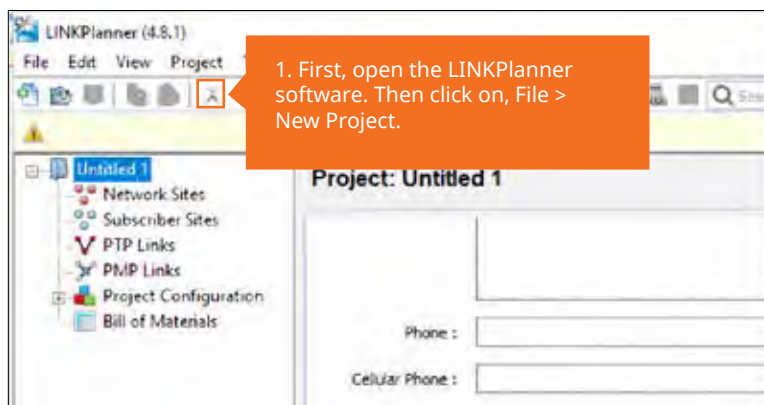 LINKPlanner (4.8.1)
File Edit View Project
1. First, open the LINKPlanner
software. Then click on, File >
New Project.
Untitled 1
Network Sites
Subscriber Sites
PTP Links
PMP Links
Project Configuration
Bill of Materials
Project: Untitled 1
Phone :
Cellular Phone :